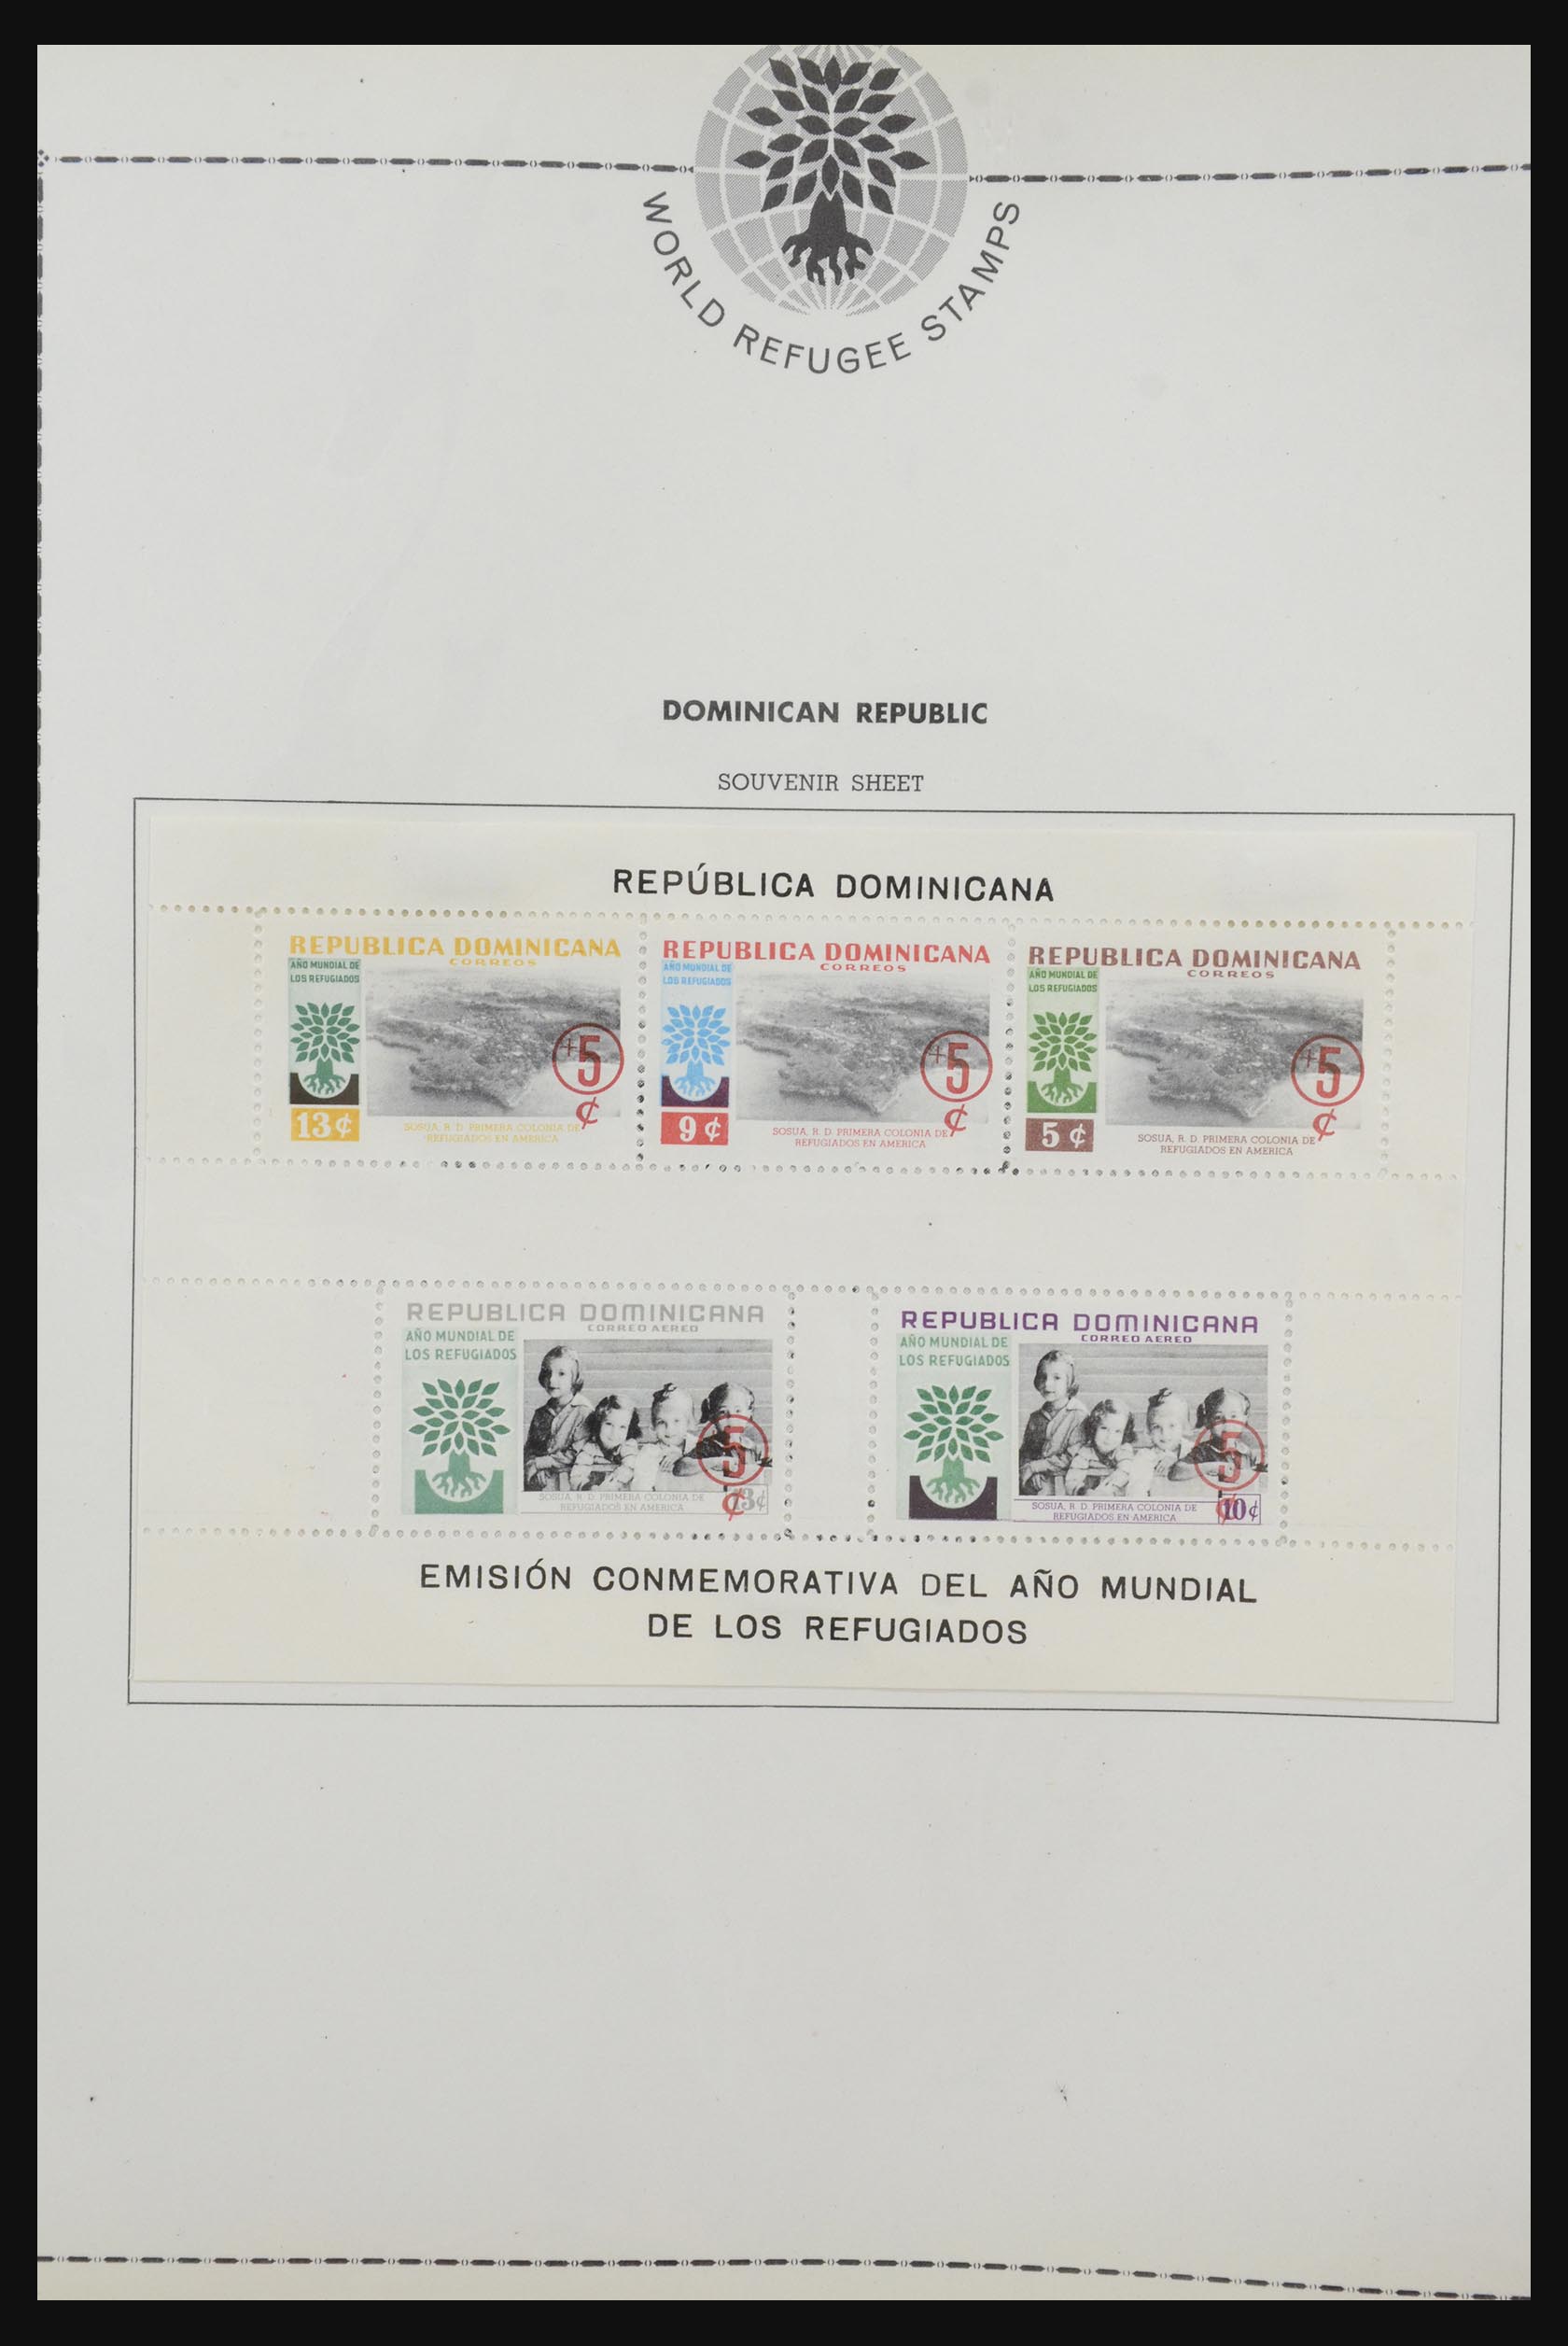 WORLD REFUGEE STAMPS
DOMINICAN REPUBLIC
SOUVENIR SHEET
REPÚBLICA DOMINICANA
REPUBLICA DOMINICANA
CORREOS
AÑO MUNDIAL DE
LOS REFUGIADOS
+5
¢
13¢
SOSUA, R. D. PRIMERA COLONIA DE
REFUGIADOS EN AMERICA
REPUBLICA DOMINICANA
CORREOS
AÑO MUNDIAL DE
LOS REFUGIADOS
+5
¢
9¢
SOSUA, R. D. PRIMERA COLONIA DE
REFUGIADOS EN AMERICA
REPUBLICA DOMINICANA
CORREOS
AÑO MUNDIAL DE
LOS REFUGIADOS
+5
¢
5¢
SOSUA, R. D. PRIMERA COLONIA DE
REFUGIADOS EN AMERICA
REPUBLICA DOMINICANA
CORREO AEREO
AÑO MUNDIAL DE
LOS REFUGIADOS
5
¢
SOSUA, R. D. PRIMERA COLONIA DE
REFUGIADOS EN AMERICA
13¢
REPUBLICA DOMINICANA
CORREO AEREO
AÑO MUNDIAL DE
LOS REFUGIADOS
5
¢
SOSUA, R. D. PRIMERA COLONIA DE
REFUGIADOS EN AMERICA
10¢
EMISIÓN CONMEMORATIVA DEL AÑO MUNDIAL
DE LOS REFUGIADOS